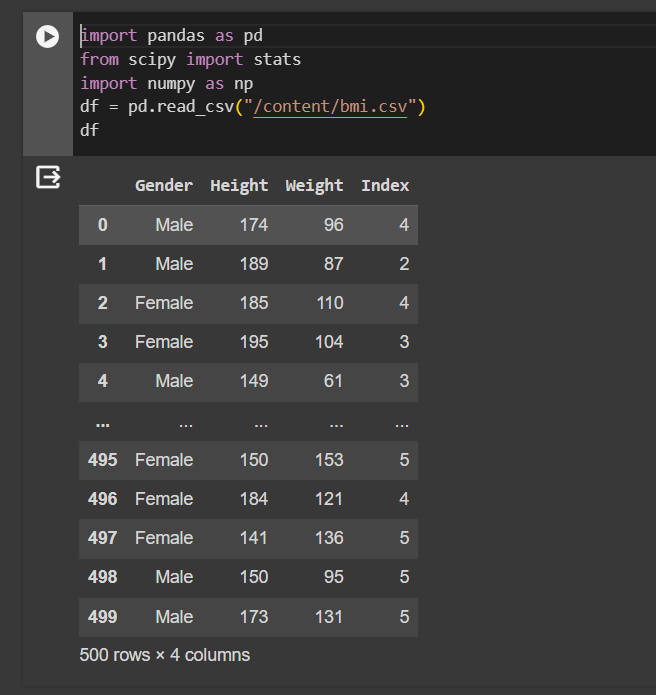 import pandas as pd
from scipy import stats
import numpy as np
df = pd.read_csv("/content/bmi.csv")
df
Gender Height Weight Index
0 Male 174 96 4
1 Male 189 87 2
2 Female 185 110 4
3 Female 195 104 3
4 Male 149 61 3
... ... ... ... ...
495 Female 150 153 5
496 Female 184 121 4
497 Female 141 136 5
498 Male 150 95 5
499 Male 173 131 5
500 rows × 4 columns